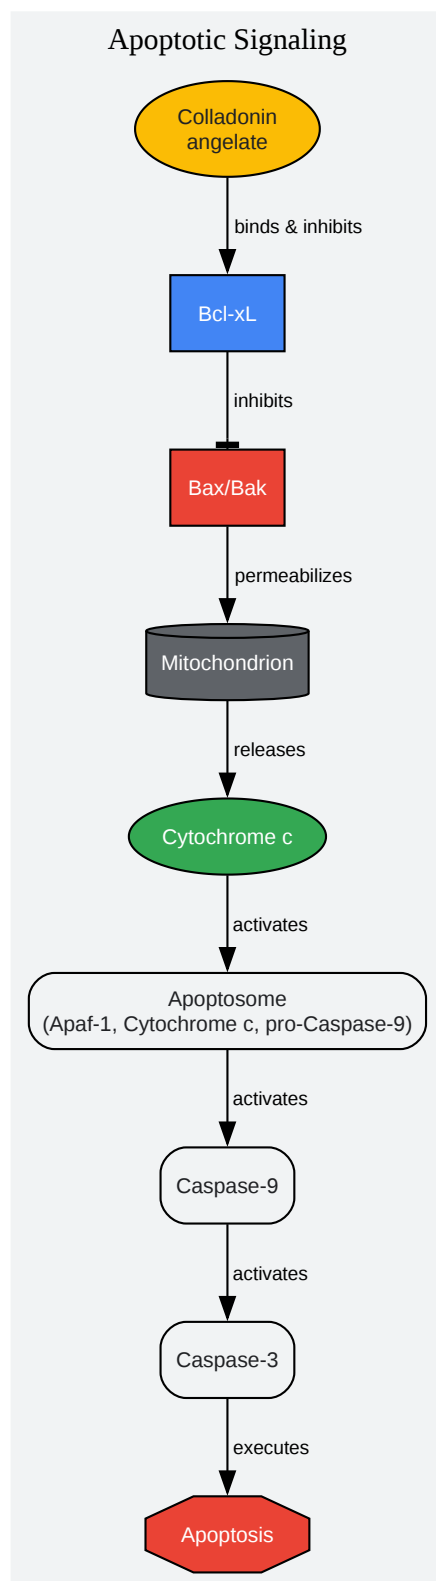 Apoptotic Signaling
Colladonin
angelate
binds & inhibits
Bcl-xL
inhibits
Bax/Bak
permeabilizes
Mitochondrion
releases
Cytochrome c
activates
Apoptosome
(Apaf-1, Cytochrome c, pro-Caspase-9)
activates
Caspase-9
activates
Caspase-3
executes
Apoptosis